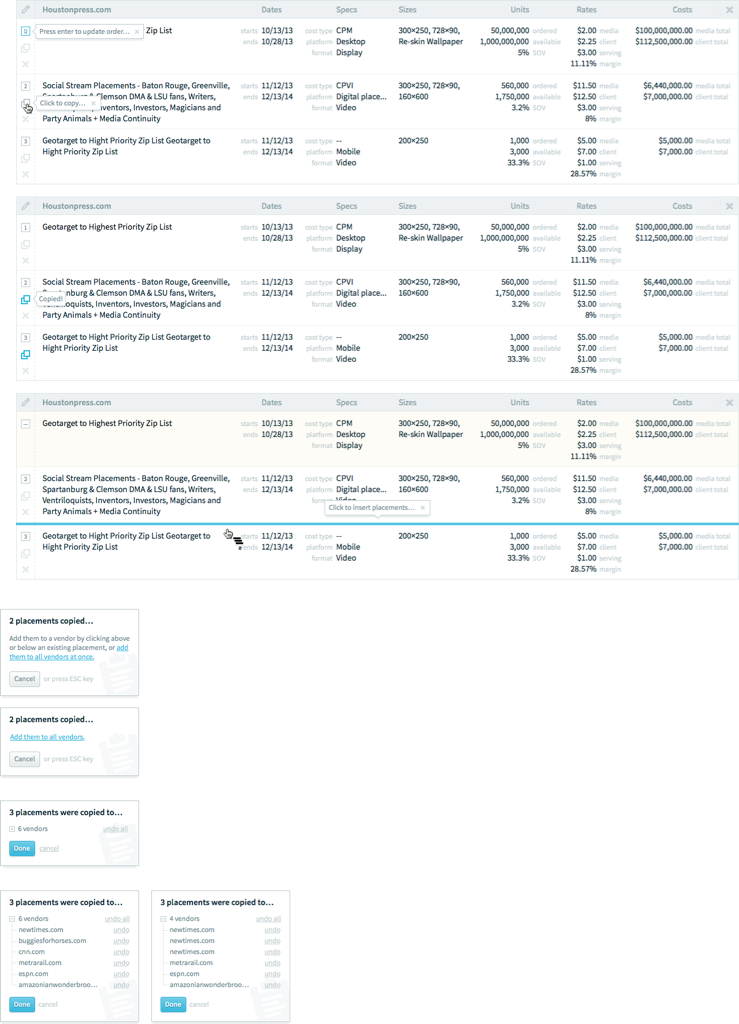 Houstonpress.com Dates Specs Sizes Units Rates Costs
1 Press enter to update order... × Zip List starts 10/13/13 cost type CPM 300×250, 728×90, 50,000,000 ordered $2.00 media $100,000,000.00 media total
ends 10/28/13 platform Desktop Re-skin Wallpaper 1,000,000,000 available $2.25 client $112,500,000.00 client total
format Display 5% SOV $3.00 serving
11.11% margin
2 Social Stream Placements - Baton Rouge, Greenville, starts 11/12/13 cost type CPVI 300×250, 728×90, 560,000 ordered $11.50 media $6,440,000.00 media total
Clemson DMA & LSU fans, Writers, ends 12/13/14 platform Digital place... 160×600 1,750,000 available $12.50 client $7,000,000.00 client total
Click to copy... × Inventors, Investors, Magicians and format Video 3.2% SOV $3.00 serving
Party Animals + Media Continuity 8% margin
3 Geotarget to Hight Priority Zip List Geotarget to starts 11/12/13 cost type -- 200×250 1,000 ordered $5.00 media $5,000.00 media total
Hight Priority Zip List ends 12/13/14 platform Mobile 3,000 available $7.00 client $7,000.00 client total
format Video 33.3% SOV $1.00 serving
28.57% margin
Houstonpress.com Dates Specs Sizes Units Rates Costs
1 Geotarget to Highest Priority Zip List starts 10/13/13 cost type CPM 300×250, 728×90, 50,000,000 ordered $2.00 media $100,000,000.00 media total
ends 10/28/13 platform Desktop Re-skin Wallpaper 1,000,000,000 available $2.25 client $112,500,000.00 client total
format Display 5% SOV $3.00 serving
11.11% margin
2 Social Stream Placements - Baton Rouge, Greenville, starts 11/12/13 cost type CPVI 300×250, 728×90, 560,000 ordered $11.50 media $6,440,000.00 media total
& Clemson DMA & LSU fans, Writers, ends 12/13/14 platform Digital place... 160×600 1,750,000 available $12.50 client $7,000,000.00 client total
Copied! Inventors, Investors, Magicians and format Video 3.2% SOV $3.00 serving
Party Animals + Media Continuity 8% margin
3 Geotarget to Hight Priority Zip List Geotarget to starts 11/12/13 cost type -- 200×250 1,000 ordered $5.00 media $5,000.00 media total
Hight Priority Zip List ends 12/13/14 platform Mobile 3,000 available $7.00 client $7,000.00 client total
format Video 33.3% SOV $1.00 serving
28.57% margin
Houstonpress.com Dates Specs Sizes Units Rates Costs
Geotarget to Highest Priority Zip List starts 10/13/13 cost type CPM 300×250, 728×90, 50,000,000 ordered $2.00 media $100,000,000.00 media total
ends 10/28/13 platform Desktop Re-skin Wallpaper 1,000,000,000 available $2.25 client $112,500,000.00 client total
format Display 5% SOV $3.00 serving
11.11% margin
2 Social Stream Placements - Baton Rouge, Greenville, starts 11/12/13 cost type CPVI 300×250, 728×90, 560,000 ordered $11.50 media $6,440,000.00 media total
Spartanburg & Clemson DMA & LSU fans, Writers, ends 12/13/14 platform Digital place... 160×600 1,750,000 available $12.50 client $7,000,000.00 client total
Ventriloquists, Inventors, Investors, Magicians and 3.2% SOV $3.00 serving
Party Animals + Media Continuity Click to insert placements... × 8% margin
3 Geotarget to Hight Priority Zip List Geotarget to starts 11/12/13 cost type -- 200×250 1,000 ordered $5.00 media $5,000.00 media total
Hight Priority Zip List ends 12/13/14 platform Mobile 3,000 available $7.00 client $7,000.00 client total
format Video 33.3% SOV $1.00 serving
28.57% margin
2 placements copied...
Add them to a vendor by clicking above
or below an existing placement, or add
them to all vendors at once.
Cancel or press ESC key
2 placements copied...
Add them to all vendors.
Cancel or press ESC key
3 placements were copied to...
6 vendors undo all
Done cancel
3 placements were copied to...
6 vendors undo all
newtimes.com undo
buggiesforhorses.com undo
cnn.com undo
metrarail.com undo
espn.com undo
amazonianwonderbroo... undo
Done cancel
3 placements were copied to...
4 vendors undo all
newtimes.com undo
newtimes.com undo
newtimes.com undo
metrarail.com undo
espn.com undo
amazonianwonderbroo... undo
Done cancel